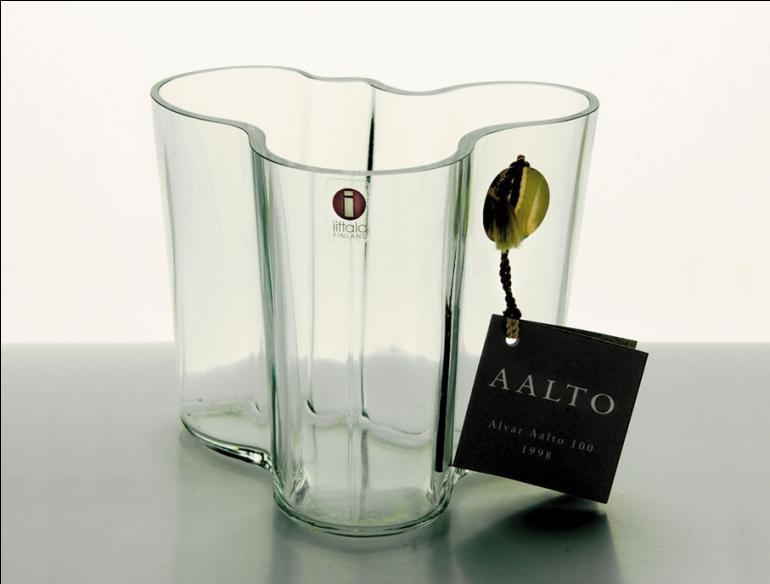 i
iittala
FINLAND
AALTO
Alvar Aalto 100
1998